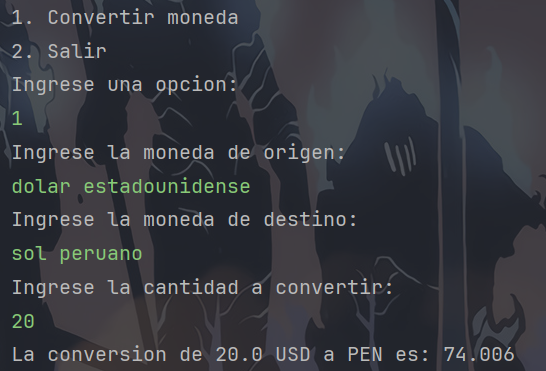 1. Convertir moneda
2. Salir
Ingrese una opcion:
1
Ingrese la moneda de origen:
dolar estadounidense
Ingrese la moneda de destino:
sol peruano
Ingrese la cantidad a convertir:
20
La conversion de 20.0 USD a PEN es: 74.006